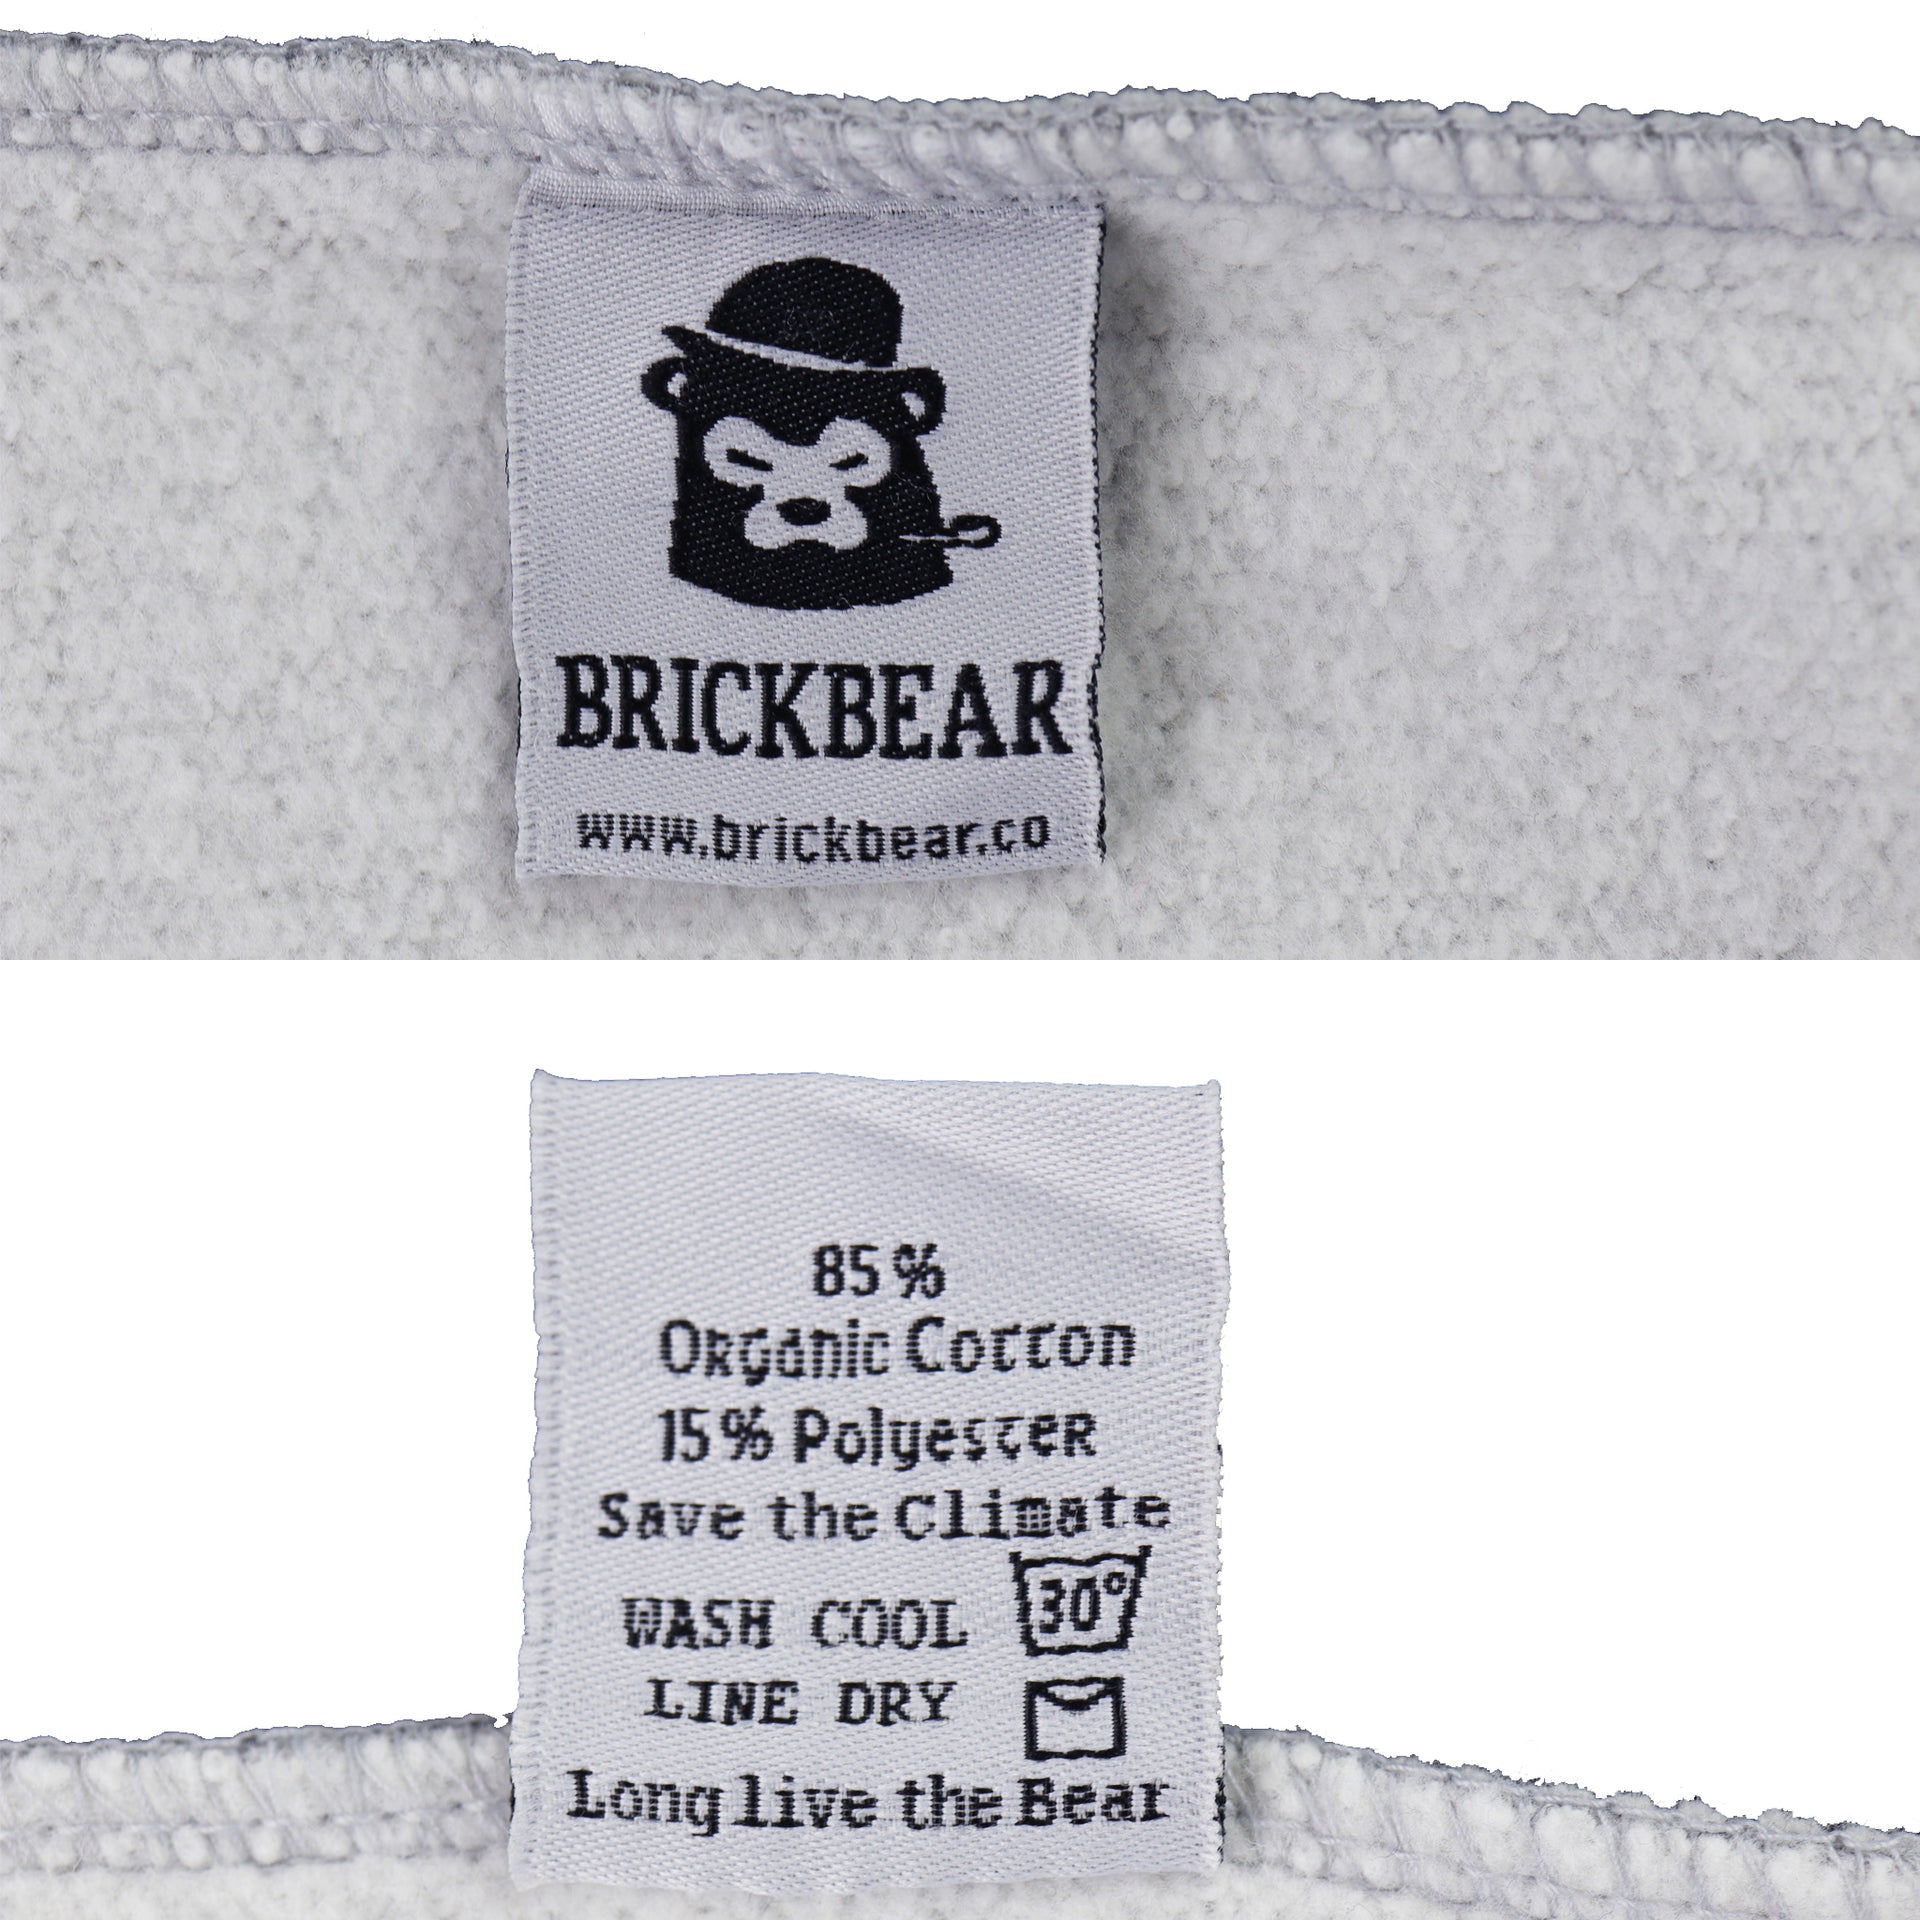 BRICKBEAR
www.brickbear.co
85%
Organic Cotton
15% Polyester
Save the Climate
WASH COOL 30°
LINE DRY
Long live the Bear